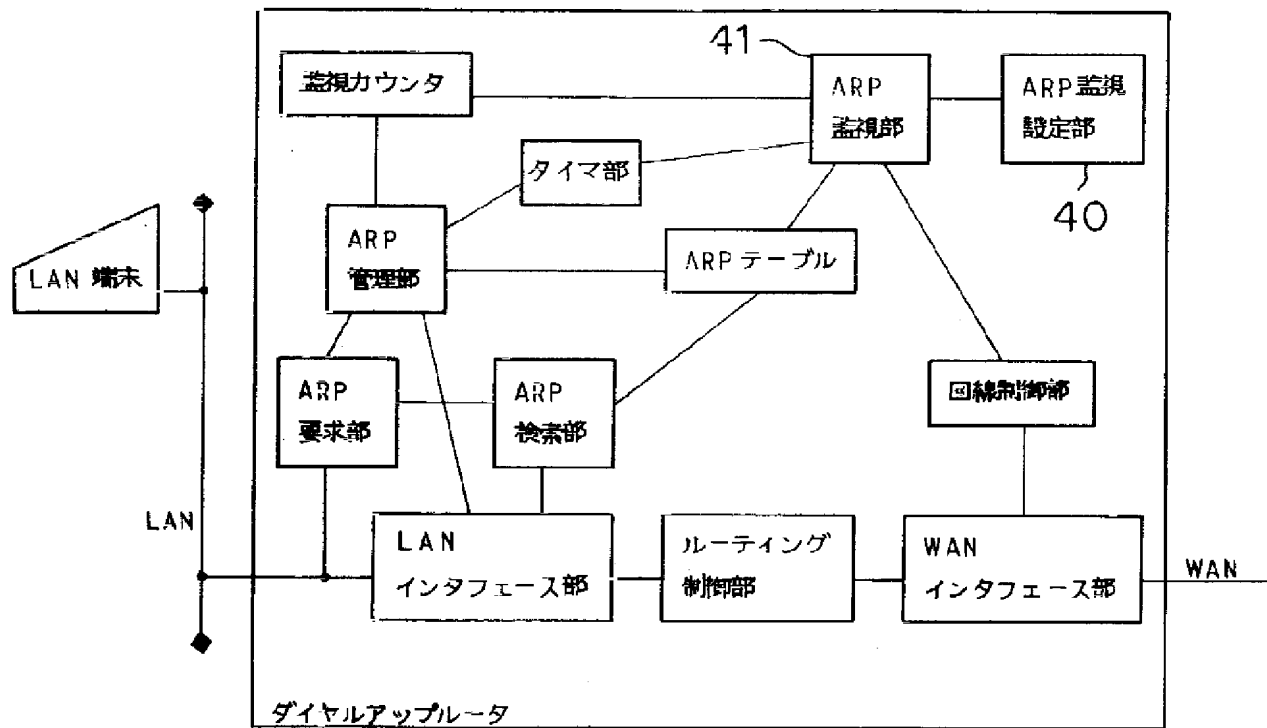 41
監視カウンタ
ARP
監視部
ARP 監視
設定部
タイマ部
40
LAN 端末
ARP
管理部
ARP テーブル
ARP
要求部
ARP
検索部
回線制御部
LAN
LAN
インタフェース部
ルーティング
制御部
WAN
インタフェース部
WAN
ダイヤルアップルータ